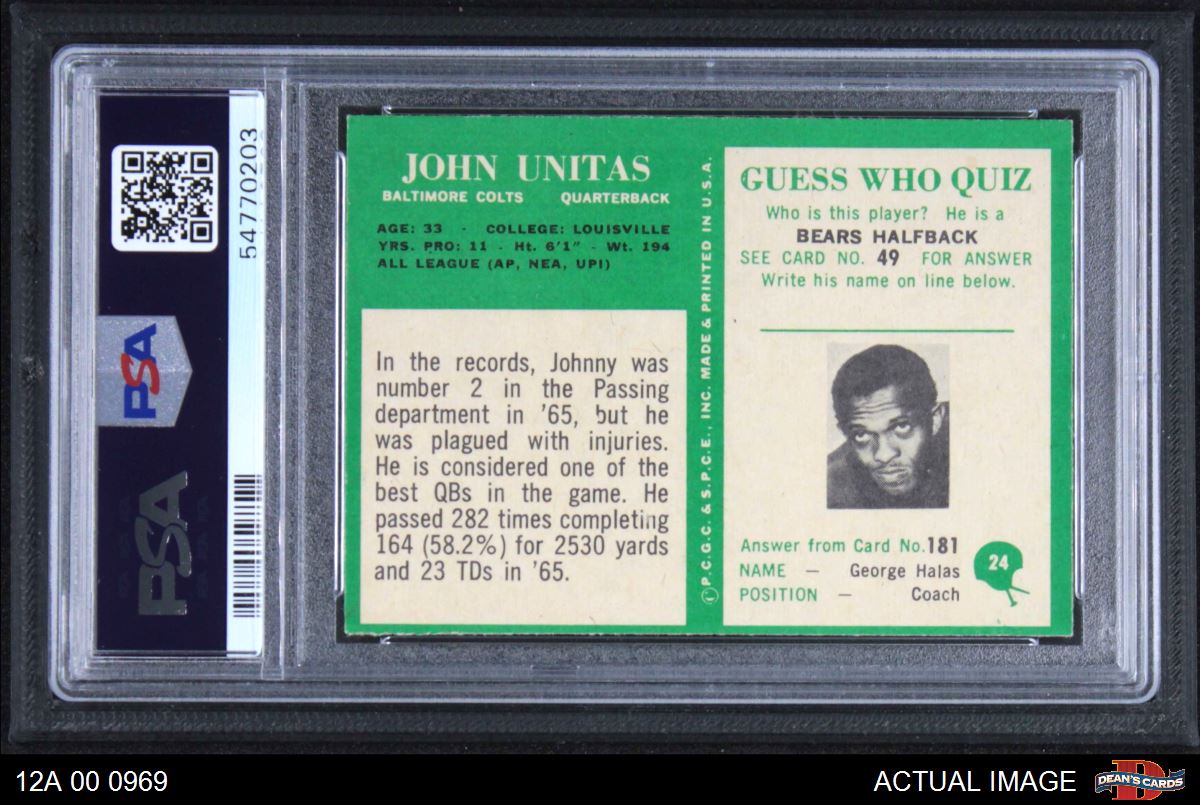 54770203
PSA
PSA
JOHN UNITAS
BALTIMORE COLTS QUARTERBACK
AGE: 33 - COLLEGE: LOUISVILLE
YRS. PRO: 11 - Ht. 6'1" - Wt. 194
ALL LEAGUE (AP, NEA, UPI)
In the records, Johnny was
number 2 in the Passing
department in '65, but he
was plagued with injuries.
He is considered one of the
best QBs in the game. He
passed 282 times completing
164 (58.2%) for 2530 yards
and 23 TDs in '65.
©P.C.G.C. & S.P.C.E., INC. MADE & PRINTED IN U.S.A.
GUESS WHO QUIZ
Who is this player? He is a
BEARS HALFBACK
SEE CARD NO. 49 FOR ANSWER
Write his name on line below.
Answer from Card No. 181
NAME — George Halas
POSITION — Coach
24
12A 00 0969
ACTUAL IMAGE
D
DEAN'S CARDS